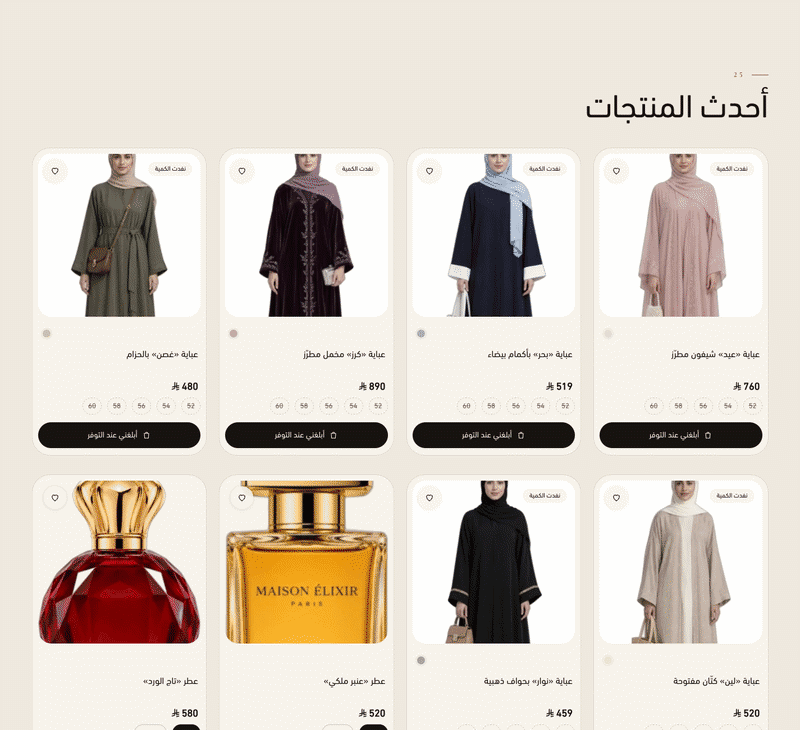 25
أحدث المنتجات
نفدت الكمية
عباية «عيد» شيفون مطرّز
760
52 54 56 58 60
أبلغني عند التوفر
نفدت الكمية
عباية «بحر» بأكمام بيضاء
519
52 54 56 58 60
أبلغني عند التوفر
نفدت الكمية
عباية «كرز» مخمل مطرّز
890
52 54 56 58 60
أبلغني عند التوفر
نفدت الكمية
عباية «غصن» بالحزام
480
52 54 56 58 60
أبلغني عند التوفر
نفدت الكمية
عباية «لين» كتّان مفتوحة
520
نفدت الكمية
عباية «نوار» بحواف ذهبية
459
MAISON ÉLIXIR
PARIS
عطر «عنبر ملكي»
520
عطر «تاج الورد»
580